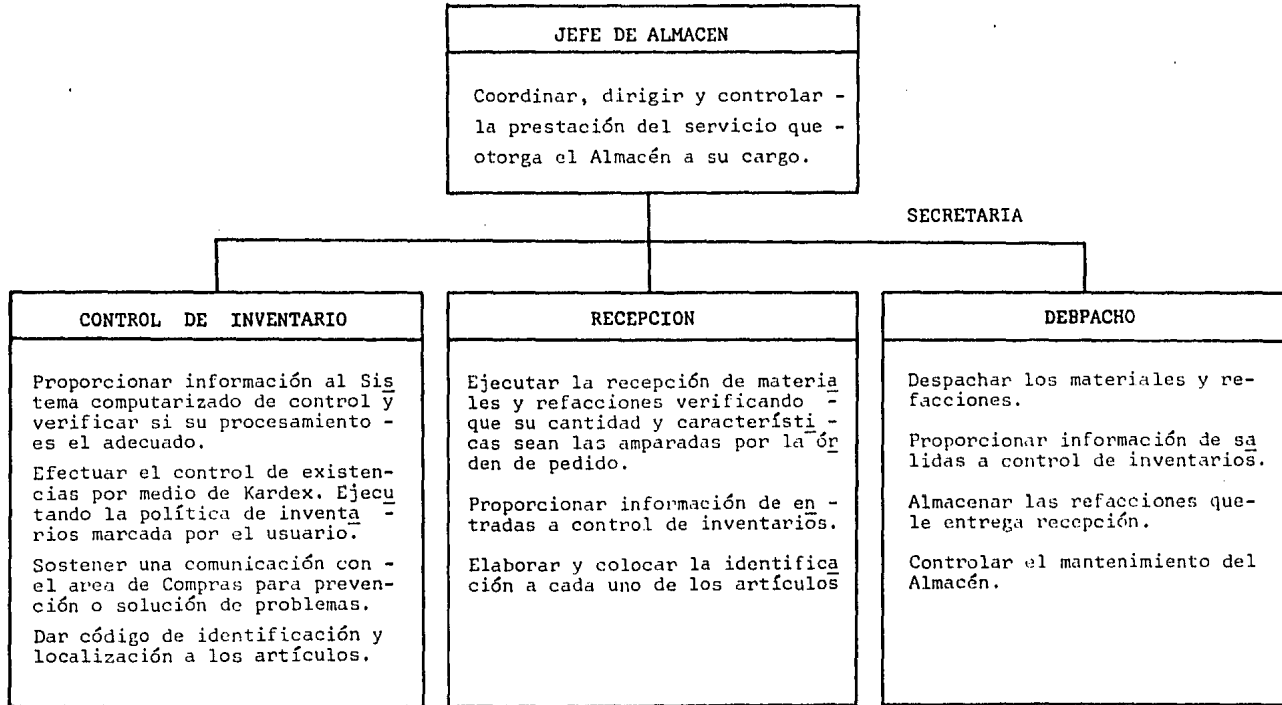 JEFE DE ALMACEN
Coordinar, dirigir y controlar -
la prestación del servicio que -
otorga el Almacén a su cargo.
SECRETARIA
CONTROL DE INVENTARIO
Proporcionar información al Sis
tema computarizado de control y
verificar si su procesamiento -
es el adecuado.
Efectuar el control de existen-
cias por medio de Kardex. Ejecu
tando la política de inventa -
rios marcada por el usuario.
Sostener una comunicación con -
el area de Compras para preven-
ción o solución de problemas.
Dar código de identificación y
localización a los artículos.
RECEPCION
Ejecutar la recepción de materia
les y refacciones verificando -
que su cantidad y característi -
cas sean las amparadas por la ór
den de pedido.
Proporcionar información de en -
tradas a control de inventarios.
Elaborar y colocar la identifica
ción a cada uno de los artículos
DEBPACHO
Despachar los materiales y re-
facciones.
Proporcionar información de sa
lidas a control de inventarios.
Almacenar las refacciones que-
le entrega recepción.
Controlar el mantenimiento del
Almacén.